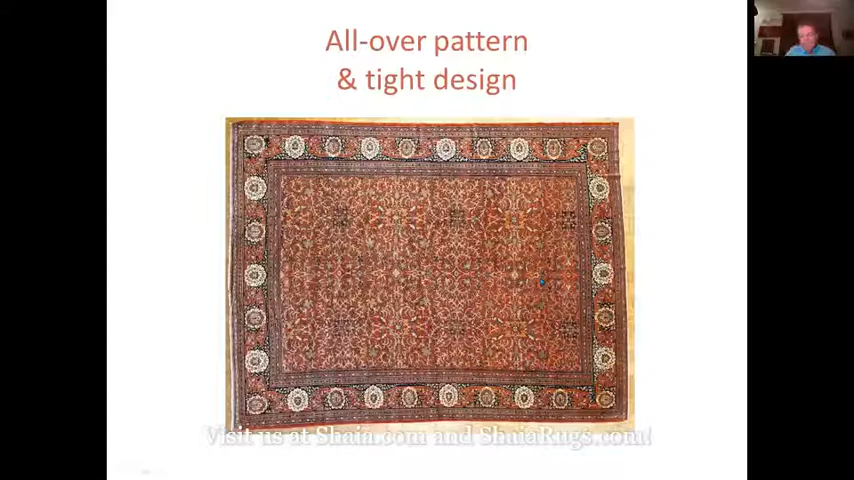 All-over pattern
& tight design
Visit us at Shaia.com and ShaiaRugs.com!